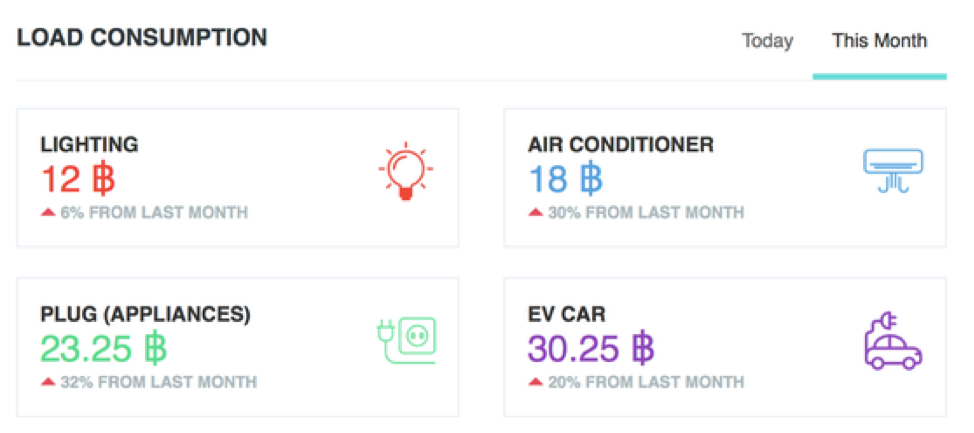 LOAD CONSUMPTION
Today
This Month
LIGHTING
12 ฿
6% FROM LAST MONTH
AIR CONDITIONER
18 ฿
30% FROM LAST MONTH
PLUG (APPLIANCES)
23.25 ฿
32% FROM LAST MONTH
EV CAR
30.25 ฿
20% FROM LAST MONTH